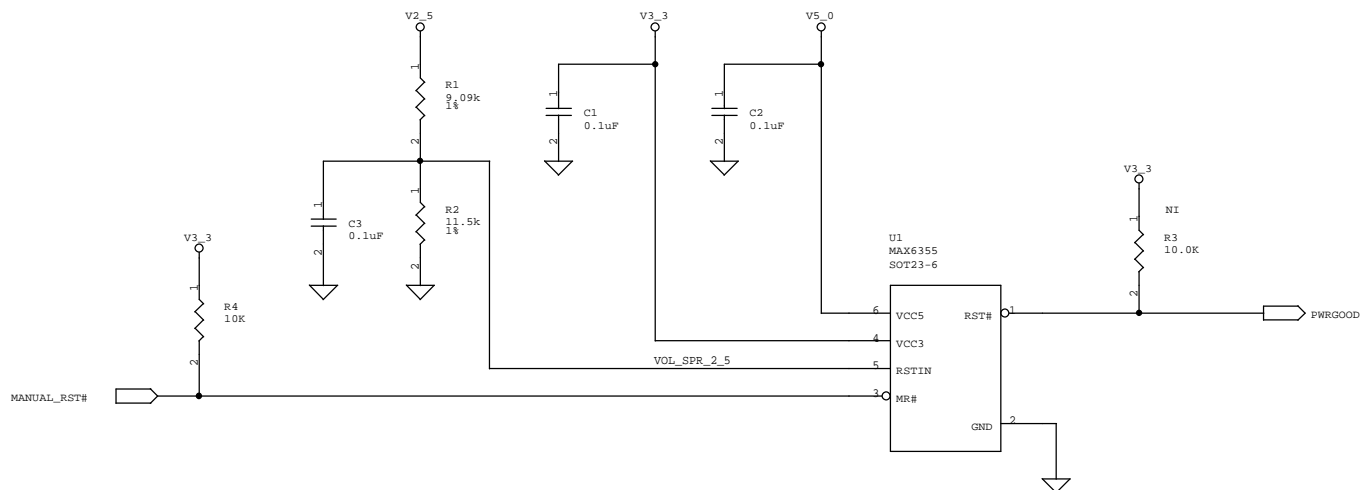 V2_5
V3_3
V5_0
1
R1
9.09k
1%
2
1
C1
0.1uF
2
1
C2
0.1uF
2
V3_3
1
NI
R3
10.0K
2
1
R2
11.5k
1%
2
1
C3
0.1uF
2
V3_3
1
R4
10K
2
U1
MAX6355
SOT23-6
6
VCC5
RST#
1
PWRGOOD
4
VCC3
VOL_SPR_2_5
5
RSTIN
MANUAL_RST#
3
MR#
GND
2